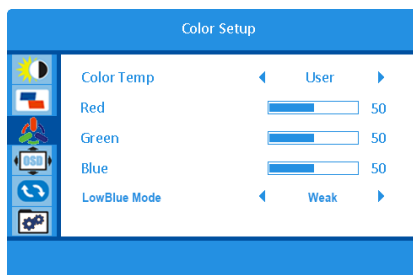 Color Setup
Color Temp User
Red 50
Green 50
OSD
Blue 50
LowBlue Mode Weak